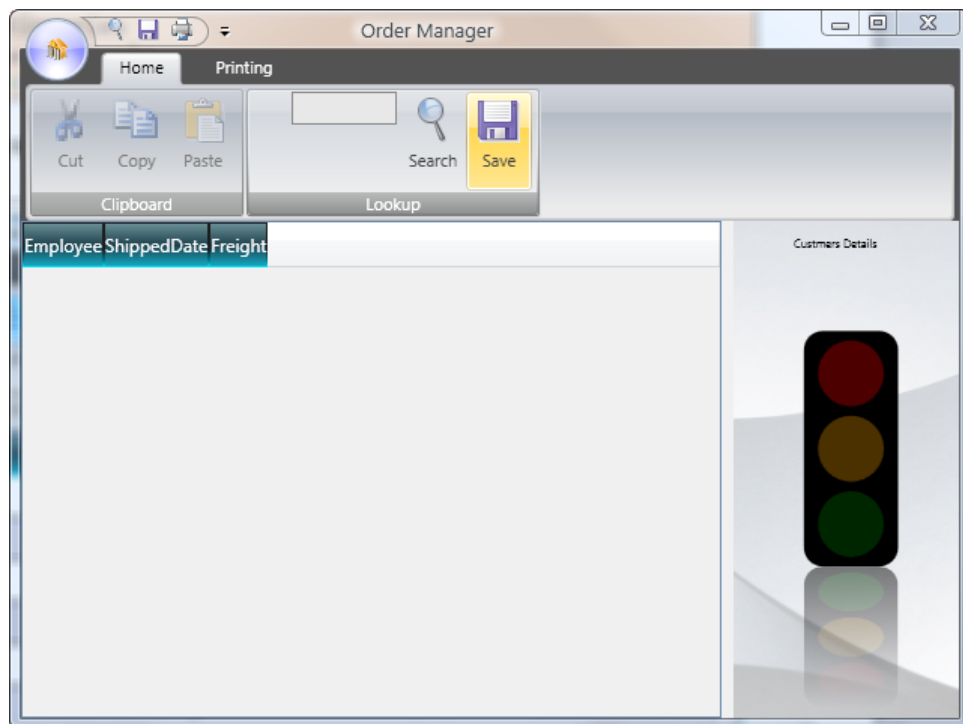 Order Manager
Home Printing
Cut Copy Paste Search Save
Clipboard Lookup
Employee ShippedDate Freight
Custmers Details